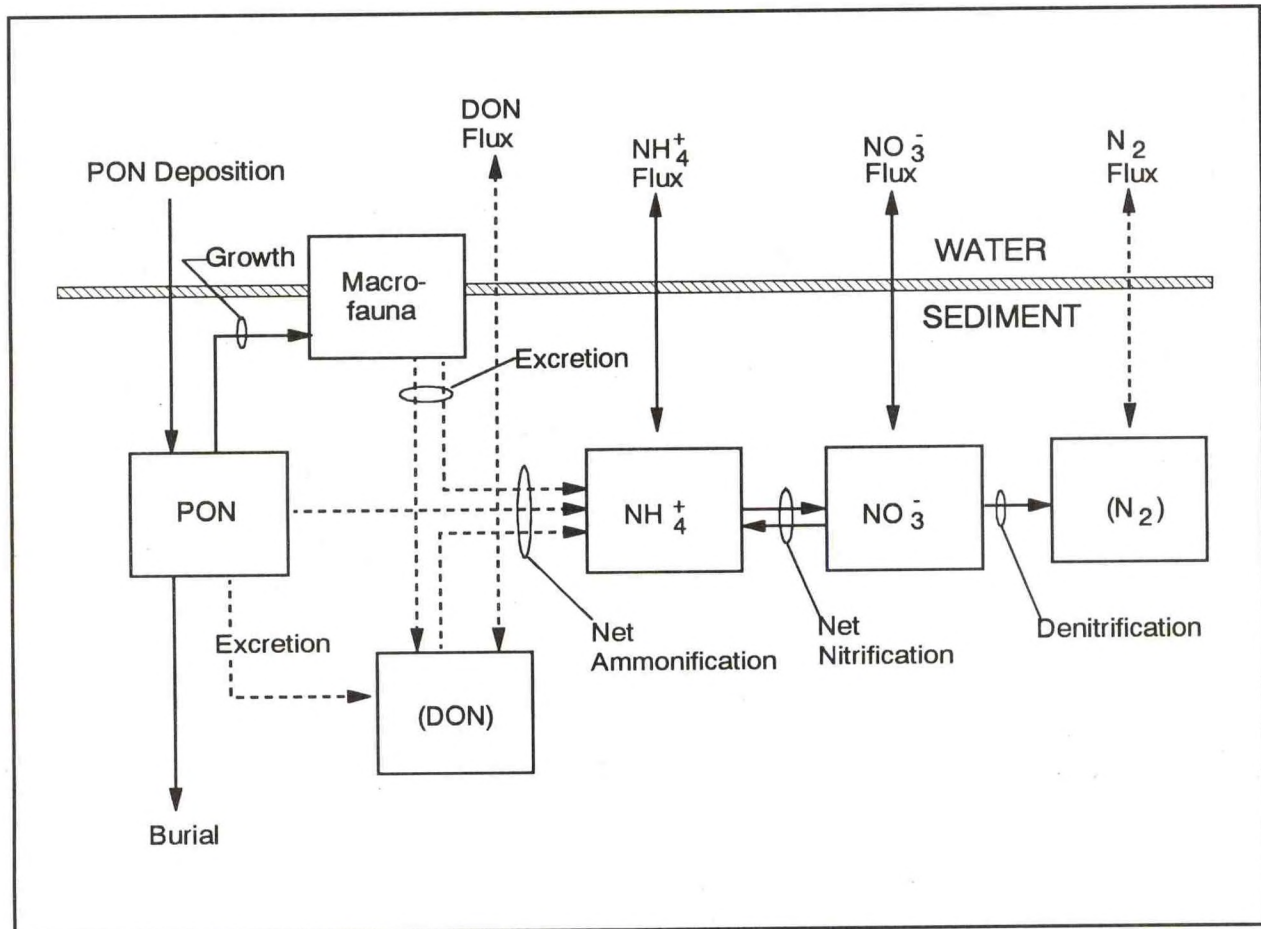 DON
Flux
NH₄⁺
Flux
NO₃⁻
Flux
N₂
Flux
PON Deposition
Growth
Macro-
fauna
WATER
SEDIMENT
Excretion
PON
NH₄⁺
NO₃⁻
(N₂)
Excretion
Net
Ammonification
Net
Nitrification
Denitrification
(DON)
Burial